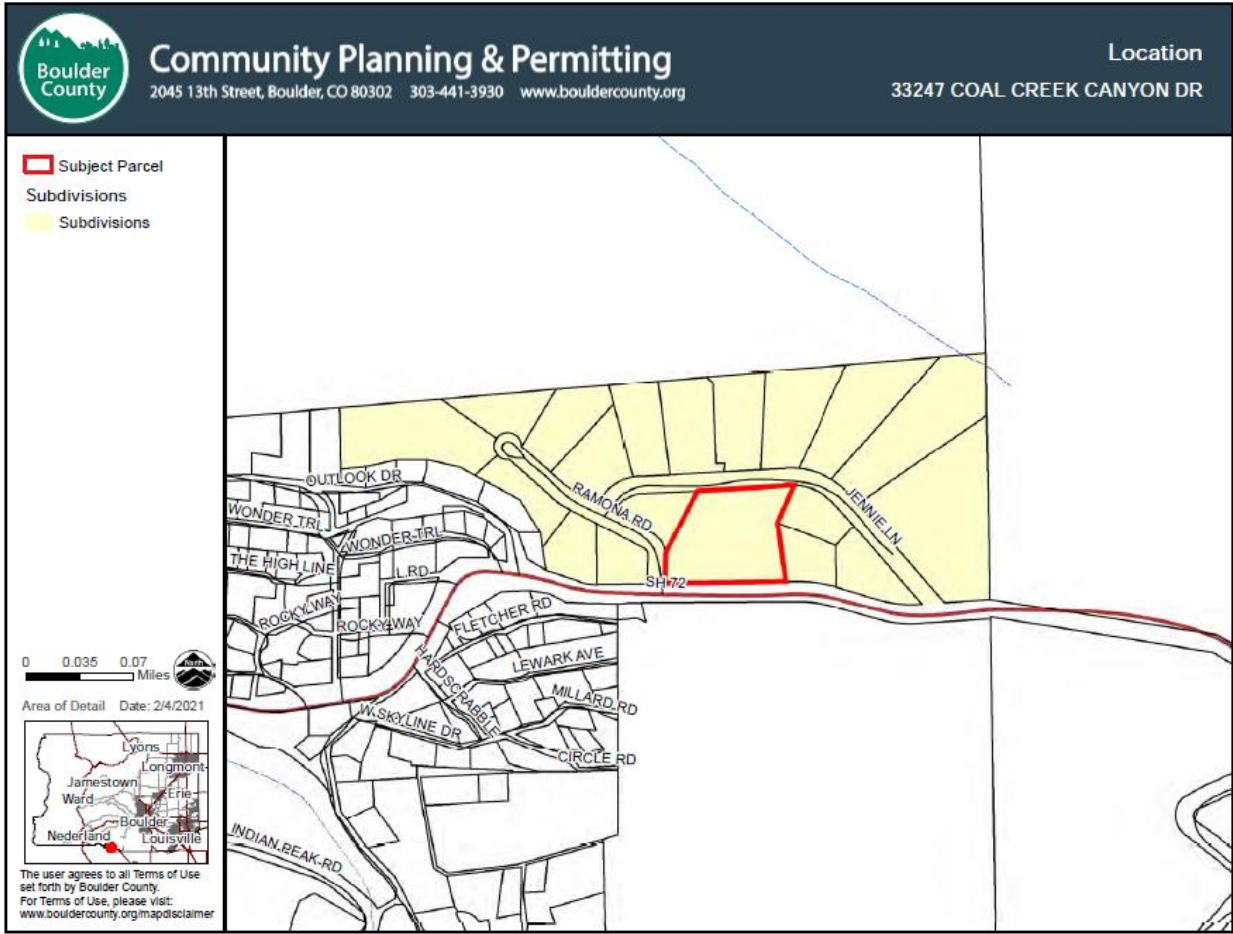 Boulder
County
Community Planning & Permitting
2045 13th Street, Boulder, CO 80302 303-441-3930 www.bouldercounty.org
Location
33247 COAL CREEK CANYON DR
Subject Parcel
Subdivisions
Subdivisions
OUTLOOK DR
RAMONA RD
JENNIE LN
WONDER TRL
WONDER TRL
THE HIGH LINE
L RD
SH 72
ROCKY WAY
ROCKY WAY
FLETCHER RD
HARDSCRABBLE
LEWARK AVE
MILLARD RD
W SKYLINE DR
CIRCLE RD
INDIAN PEAK RD
0 0.035 0.07
Miles
North
Area of Detail Date: 2/4/2021
Lyons
Longmont
Jamestown
Ward
Erie
Boulder
Nederland
Louisville
The user agrees to all Terms of Use
set forth by Boulder County.
For Terms of Use, please visit:
www.bouldercounty.org/mapdisclaimer